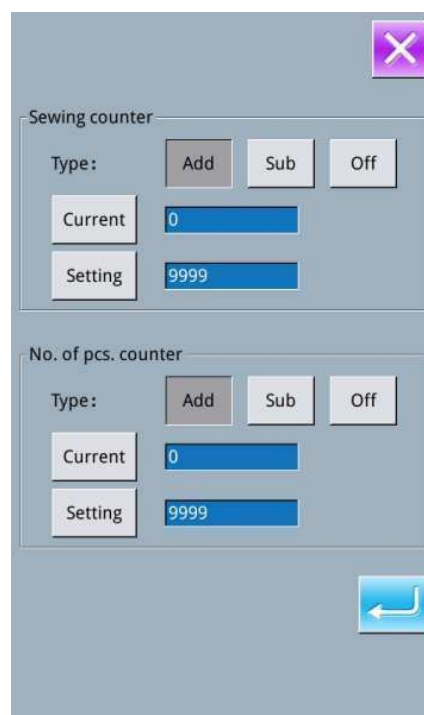 Sewing counter
Type: Add Sub Off
Current 0
Setting 9999
No. of pcs. counter
Type: Add Sub Off
Current 0
Setting 9999